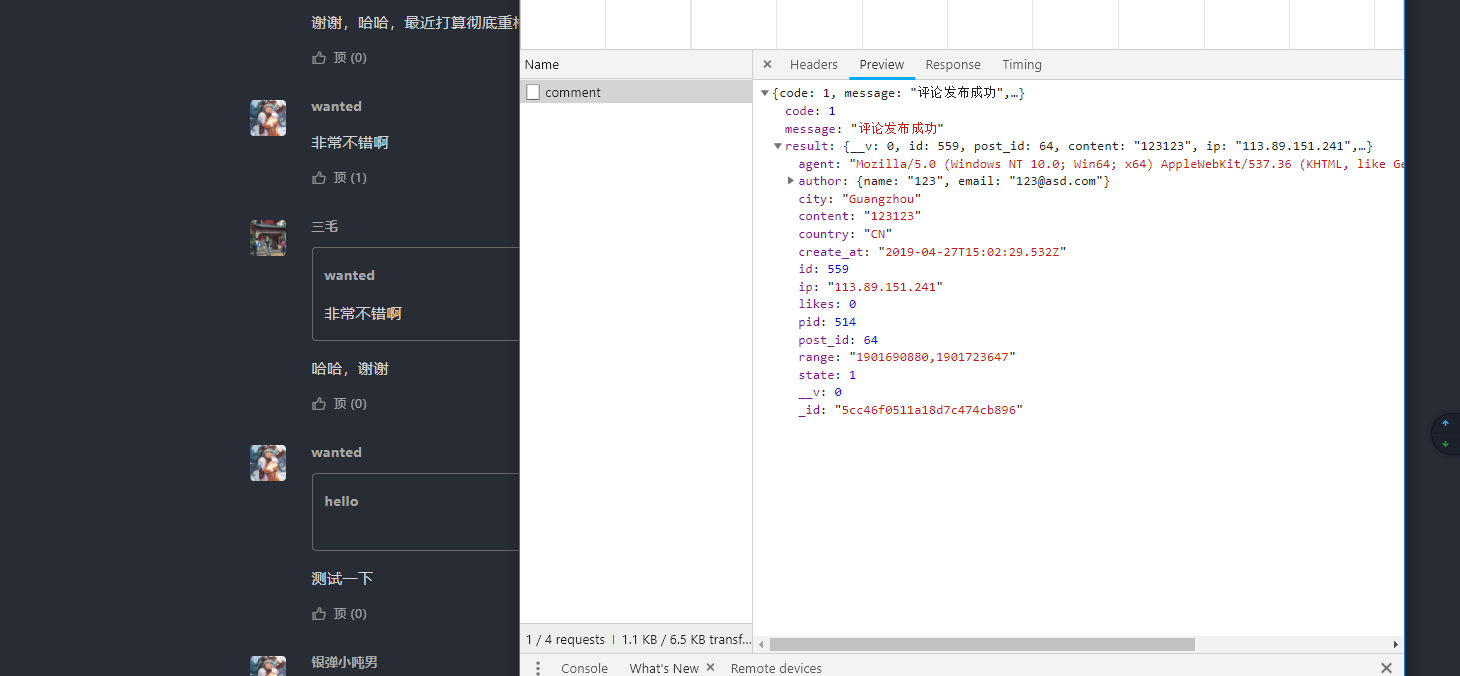 谢谢，哈哈，最近打算彻底重
顶 (0)
wanted
非常不错啊
顶 (1)
三毛
wanted
非常不错啊
哈哈，谢谢
顶 (0)
wanted
hello
测试一下
顶 (0)
银弹小吨男
Name
comment
1 / 4 requests | 1.1 KB / 6.5 KB transf...
× Headers Preview Response Timing
{code: 1, message: "评论发布成功",…}
code: 1
message: "评论发布成功"
result: {__v: 0, id: 559, post_id: 64, content: "123123", ip: "113.89.151.241",…}
agent: "Mozilla/5.0 (Windows NT 10.0; Win64; x64) AppleWebKit/537.36 (KHTML, like Ge
author: {name: "123", email: "123@asd.com"}
city: "Guangzhou"
content: "123123"
country: "CN"
create_at: "2019-04-27T15:02:29.532Z"
id: 559
ip: "113.89.151.241"
likes: 0
pid: 514
post_id: 64
range: "1901690880,1901723647"
state: 1
__v: 0
_id: "5cc46f0511a18d7c474cb896"
Console What's New × Remote devices ×